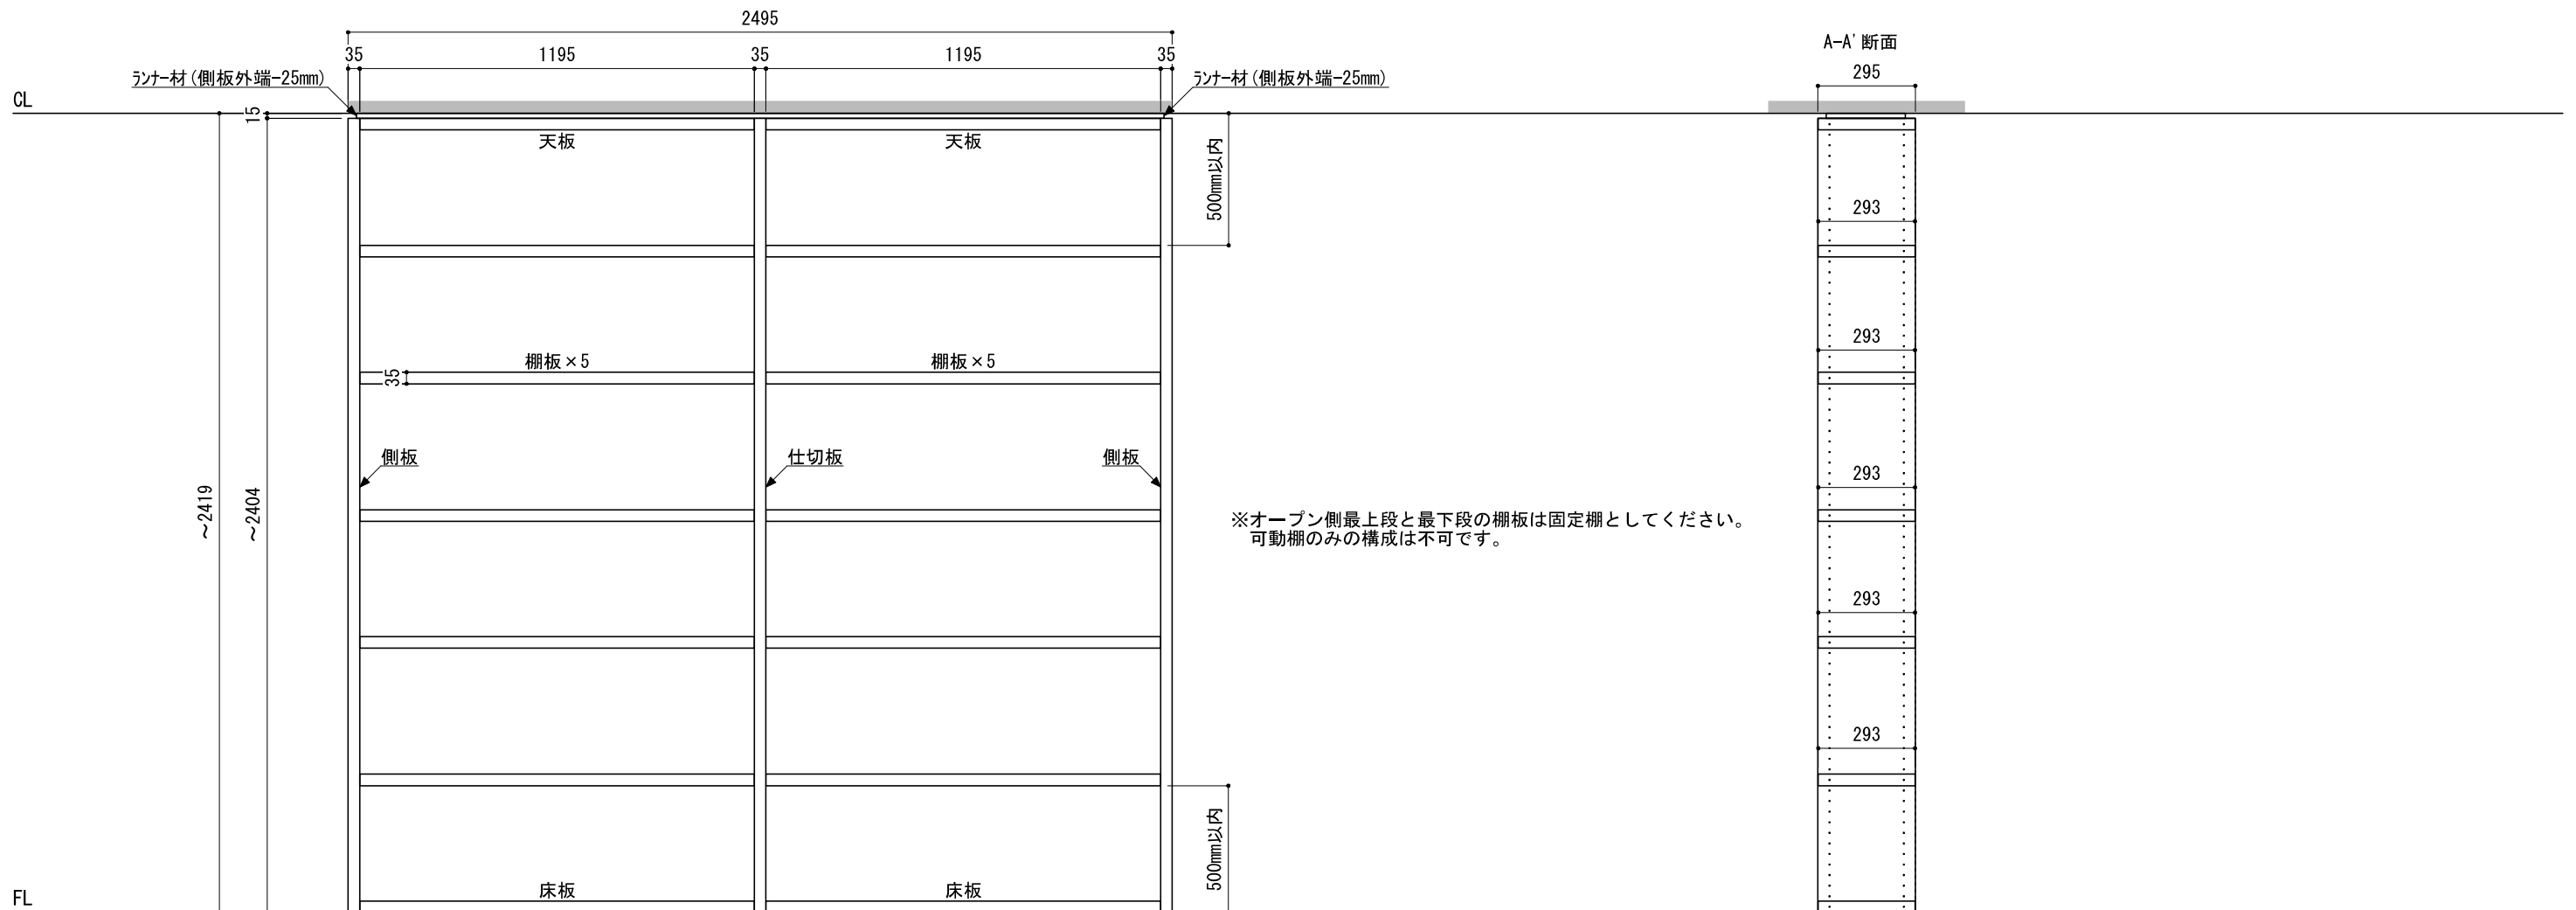 2495
35 1195 35 1195 35
A-A' 断面
295
ﾗﾝﾅｰ材(側板外端-25mm)
ﾗﾝﾅｰ材(側板外端-25mm)
CL
15
天板 天板
500mm以内
293
293
棚板×5 棚板×5
35
側板 仕切板 側板
293
~2419
~2404
※オープン側最上段と最下段の棚板は固定棚としてください。
可動棚のみの構成は不可です。
293
293
500mm以内
床板 床板
FL